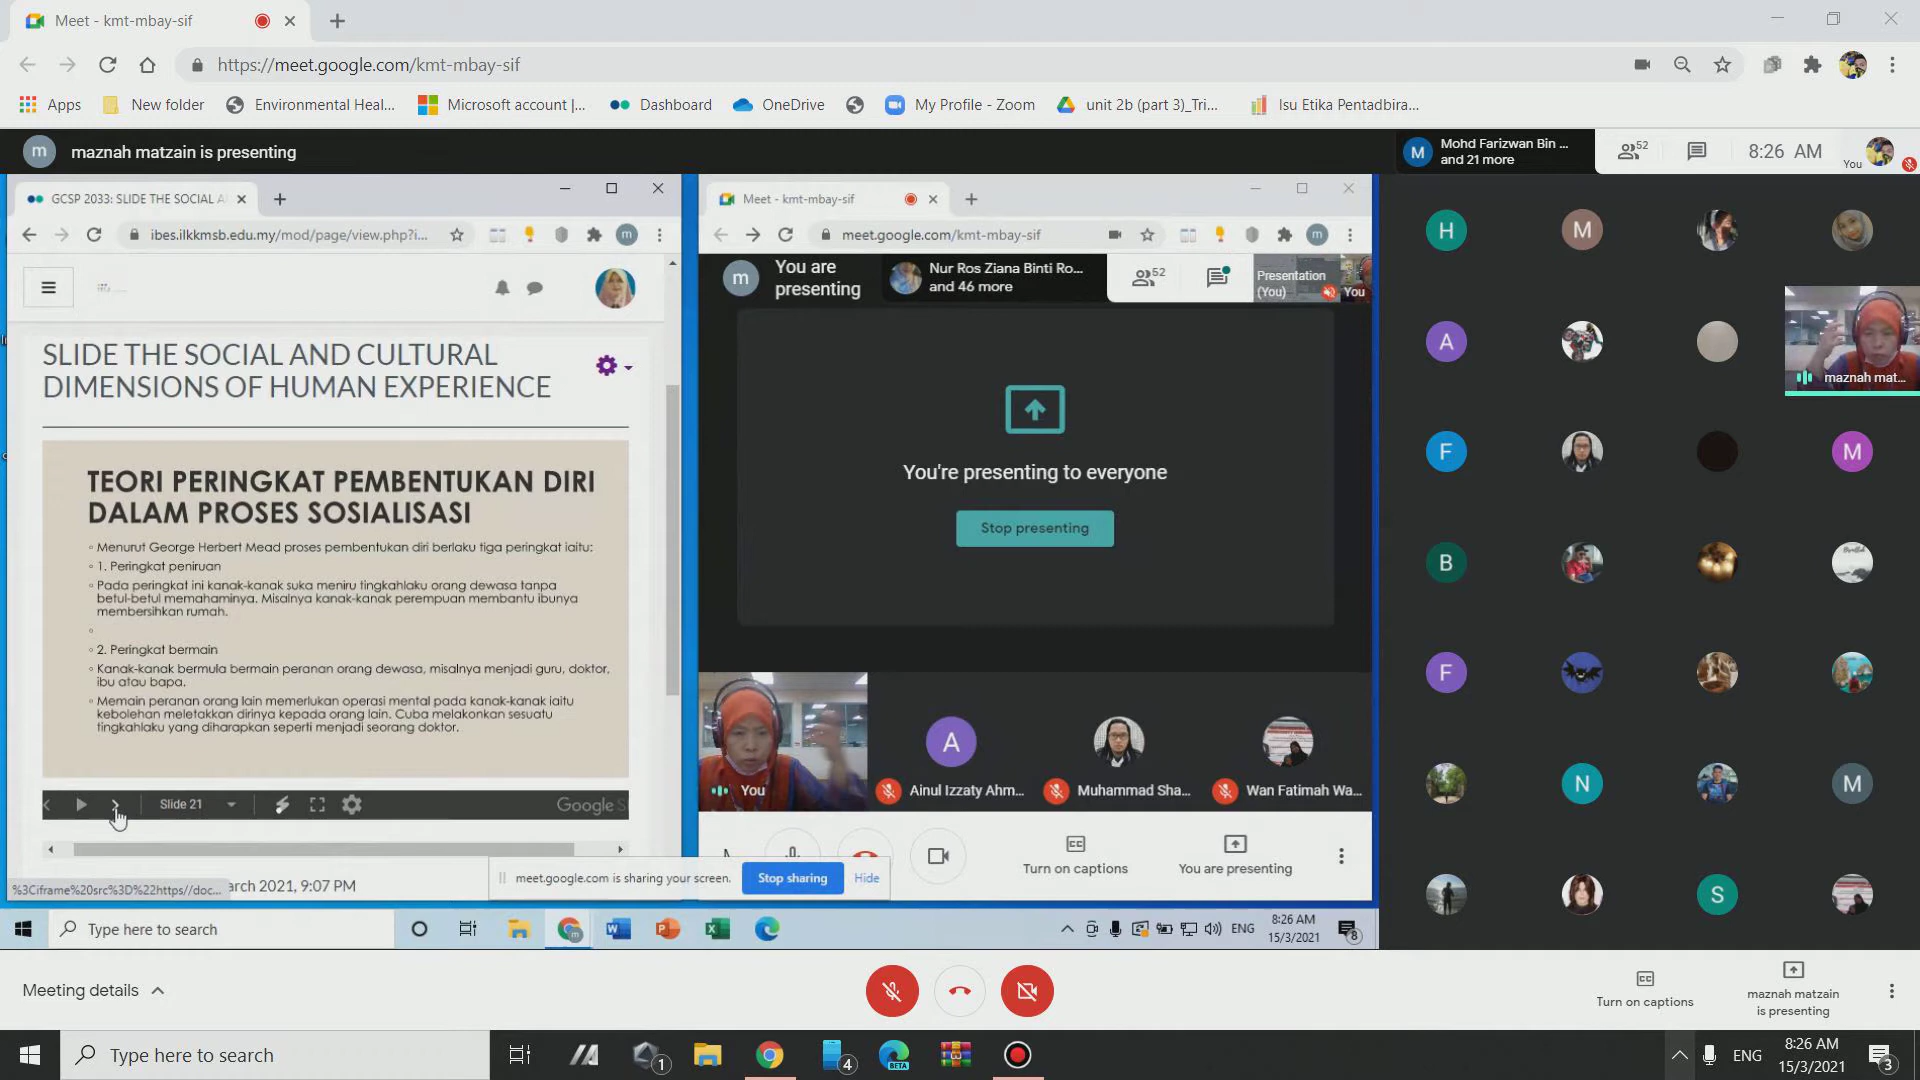 Meet - kmt-mbay-sif
https://meet.google.com/kmt-mbay-sif
Apps
New folder
Environmental Heal...
Microsoft account |...
Dashboard
OneDrive
My Profile - Zoom
unit 2b (part 3)_Tri...
Isu Etika Pentadbira...
m
maznah matzain is presenting
M
Mohd Farizwan Bin ...
and 21 more
52
8:26 AM
You
GCSP 2033: SLIDE THE SOCIAL A
ibes.ilkkmsb.edu.my/mod/page/view.php?i...
m
SLIDE THE SOCIAL AND CULTURAL
DIMENSIONS OF HUMAN EXPERIENCE
TEORI PERINGKAT PEMBENTUKAN DIRI
DALAM PROSES SOSIALISASI
Menurut George Herbert Mead proses pembentukan diri berlaku tiga peringkat iaitu:
1. Peringkat peniruan
Pada peringkat ini kanak-kanak suka meniru tingkahlaku orang dewasa tanpa
betul-betul memahaminya. Misalnya kanak-kanak perempuan membantu ibunya
membersihkan rumah.
2. Peringkat bermain
Kanak-kanak bermula bermain peranan orang dewasa, misalnya menjadi guru, doktor,
ibu atau bapa.
Memain peranan orang lain memerlukan operasi mental pada kanak-kanak iaitu
kebolehan meletakkan dirinya kepada orang lain. Cuba melakonkan sesuatu
tingkahlaku yang diharapkan seperti menjadi seorang doktor.
Slide 21
Google S
%3Ciframe%20src%3D%22https//doc...
arch 2021, 9:07 PM
Meet - kmt-mbay-sif
meet.google.com/kmt-mbay-sif
m
m
You are
presenting
Nur Ros Ziana Binti Ro...
and 46 more
52
Presentation
(You)
You
You're presenting to everyone
Stop presenting
You
A
Ainul Izzaty Ahm...
Muhammad Sha...
Wan Fatimah Wa...
Turn on captions
You are presenting
meet.google.com is sharing your screen.
Stop sharing
Hide
Type here to search
ENG
8:26 AM
15/3/2021
8
H
M
A
maznah mat...
F
M
B
F
N
M
S
Meeting details
Turn on captions
maznah matzain
is presenting
Type here to search
1
4
BETA
ENG
8:26 AM
15/3/2021
3